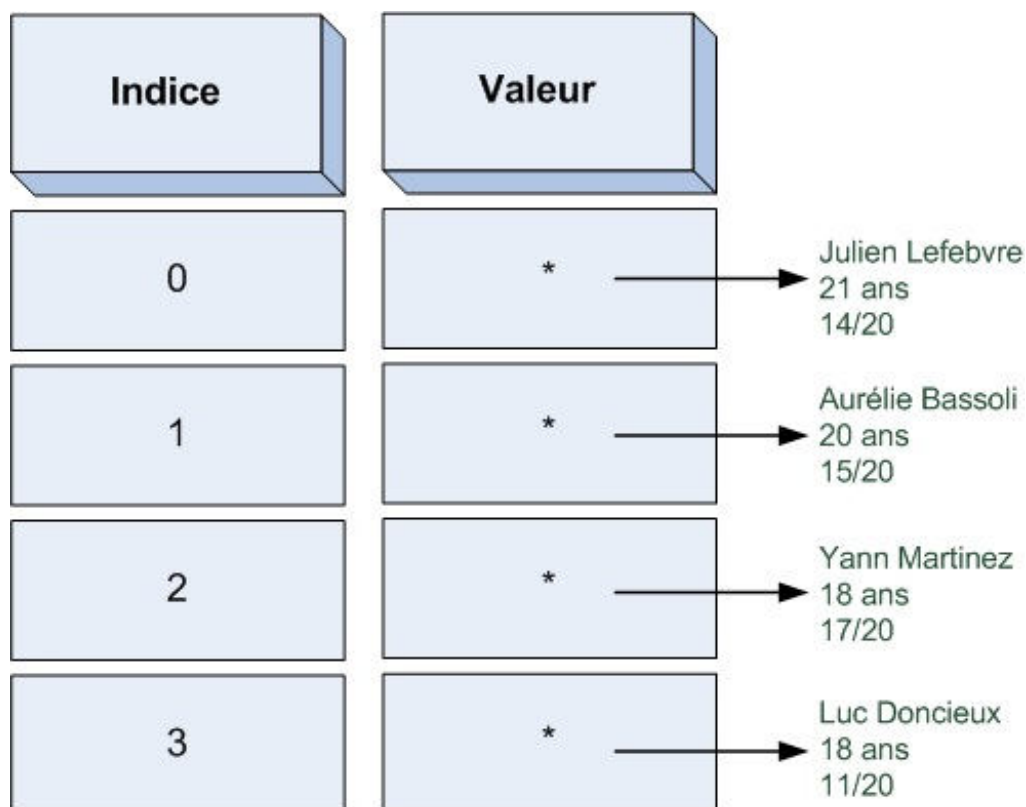 Indice
Valeur
0
*
Julien Lefebvre
21 ans
14/20
1
*
Aurélie Bassoli
20 ans
15/20
2
*
Yann Martinez
18 ans
17/20
3
*
Luc Doncieux
18 ans
11/20